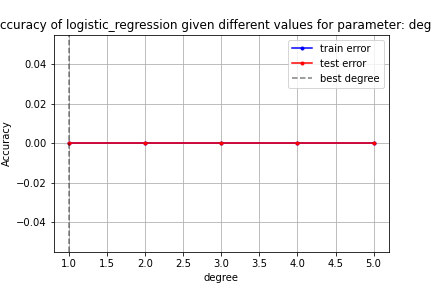 ccuracy of logistic_regression given different values for parameter: deg
train error
test error
best degree
Accuracy
0.04
0.02
0.00
−0.02
−0.04
1.0 1.5 2.0 2.5 3.0 3.5 4.0 4.5 5.0
degree